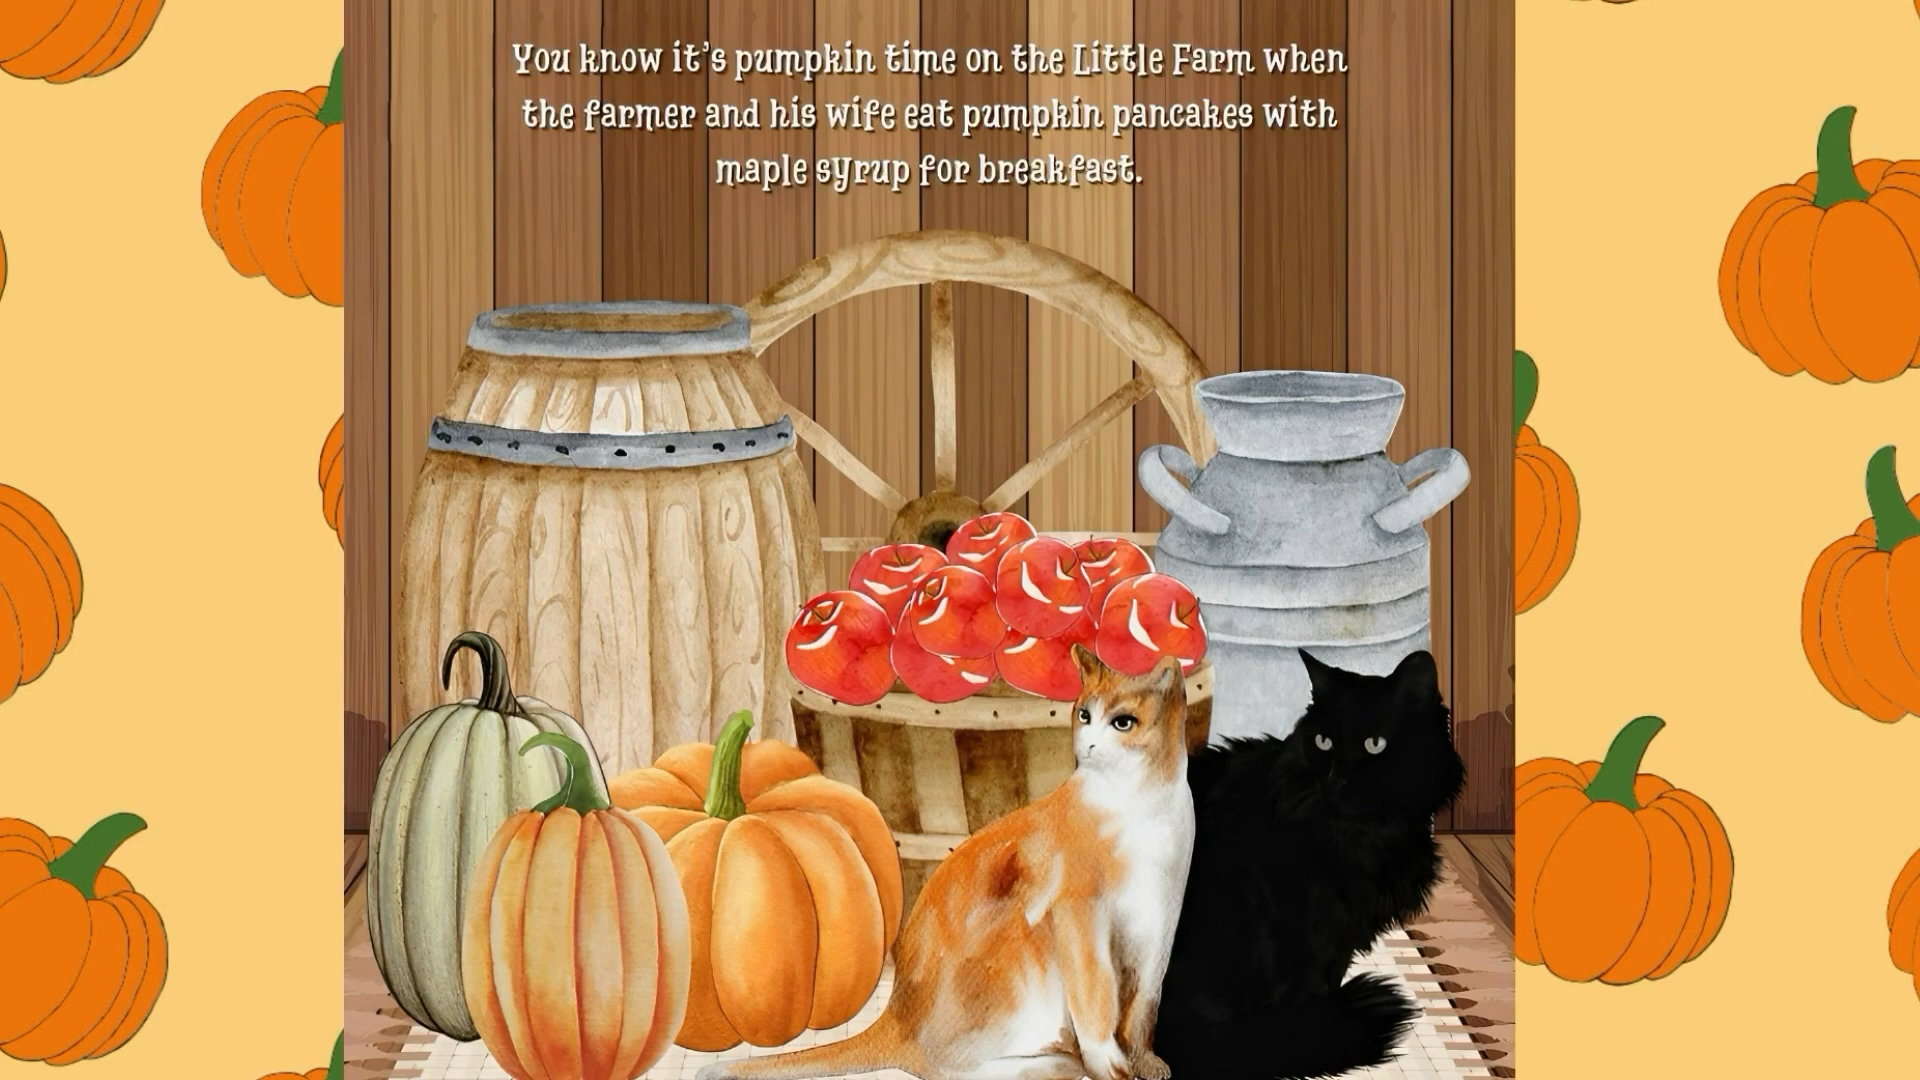 You know it's pumpkin time on the Little Farm when
the farmer and his wife eat pumpkin pancakes with
maple syrup for breakfast.